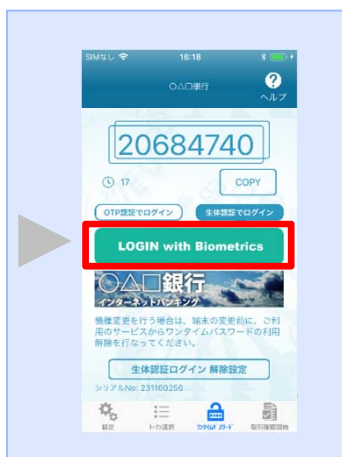 SIMなし 16:18
○△□銀行
?
ヘルプ
20684740
17 COPY
OTP認証でログイン 生体認証でログイン
LOGIN with Biometrics
○△□銀行
インターネットバンキング
機種変更を行う場合は、端末の変更前に、ご利
用のサービスからワンタイムパスワードの利用
解除を行なってください。
生体認証ログイン 解除設定
シリアルNo: 231100256
設定 トークン選択 ワンタイムパスワード 取引確認開始